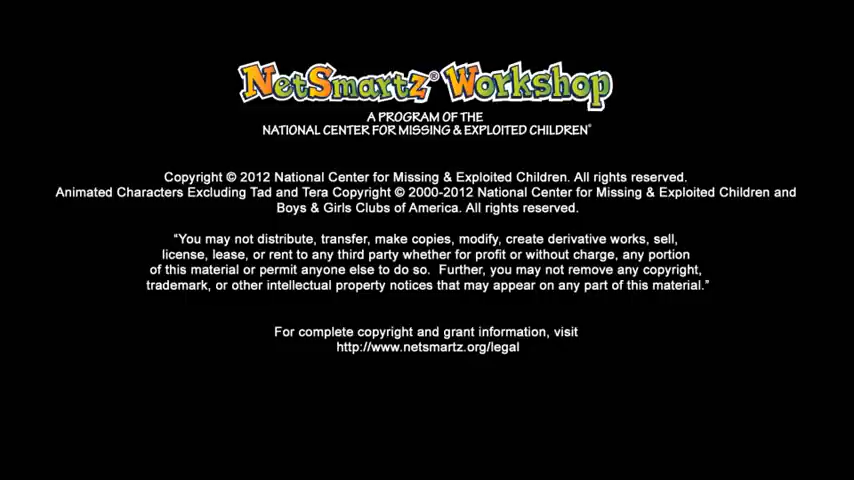 NetSmartz® Workshop
A PROGRAM OF THE
NATIONAL CENTER FOR MISSING & EXPLOITED CHILDREN®
Copyright © 2012 National Center for Missing & Exploited Children. All rights reserved.
Animated Characters Excluding Tad and Tera Copyright © 2000-2012 National Center for Missing & Exploited Children and
Boys & Girls Clubs of America. All rights reserved.
“You may not distribute, transfer, make copies, modify, create derivative works, sell,
license, lease, or rent to any third party whether for profit or without charge, any portion
of this material or permit anyone else to do so.  Further, you may not remove any copyright,
trademark, or other intellectual property notices that may appear on any part of this material.”
For complete copyright and grant information, visit
http://www.netsmartz.org/legal